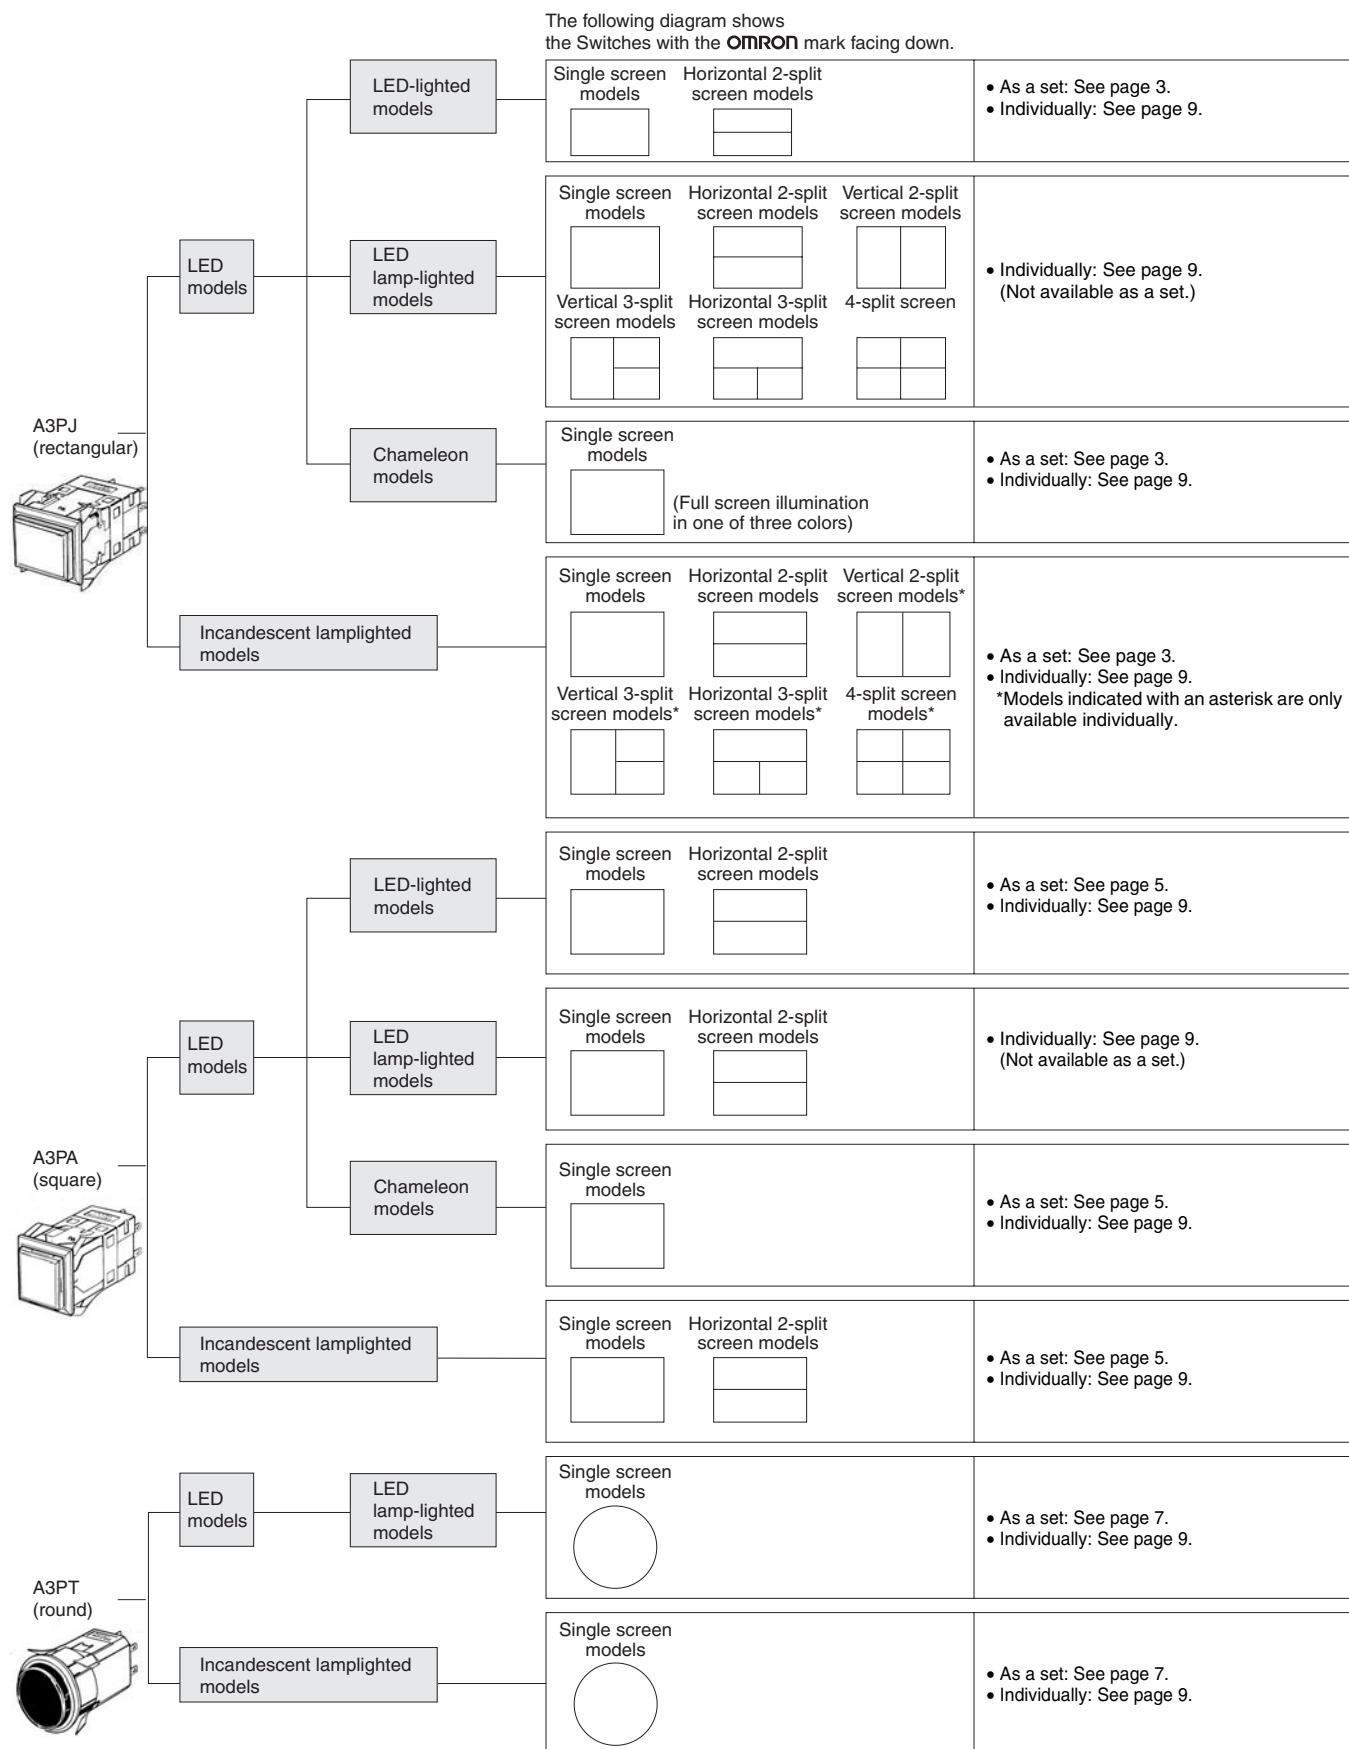 The following diagram shows
the Switches with the OMRON mark facing down.
LED-lighted
models
Single screen
models
Horizontal 2-split
screen models
• As a set: See page 3.
• Individually: See page 9.
A3PJ
(rectangular)
LED
models
LED
lamp-lighted
models
Single screen
models
Horizontal 2-split
screen models
Vertical 2-split
screen models
Vertical 3-split
screen models
Horizontal 3-split
screen models
4-split screen
• Individually: See page 9.
(Not available as a set.)
Chameleon
models
Single screen
models
(Full screen illumination
in one of three colors)
• As a set: See page 3.
• Individually: See page 9.
Incandescent lamplighted
models
Single screen
models
Horizontal 2-split
screen models
Vertical 2-split
screen models*
Vertical 3-split
screen models*
Horizontal 3-split
screen models*
4-split screen
models*
• As a set: See page 3.
• Individually: See page 9.
*Models indicated with an asterisk are only
available individually.
LED-lighted
models
Single screen
models
Horizontal 2-split
screen models
• As a set: See page 5.
• Individually: See page 9.
A3PA
(square)
LED
models
LED
lamp-lighted
models
Single screen
models
Horizontal 2-split
screen models
• Individually: See page 9.
(Not available as a set.)
Chameleon
models
Single screen
models
• As a set: See page 5.
• Individually: See page 9.
Incandescent lamplighted
models
Single screen
models
Horizontal 2-split
screen models
• As a set: See page 5.
• Individually: See page 9.
A3PT
(round)
LED
models
LED
lamp-lighted
models
Single screen
models
• As a set: See page 7.
• Individually: See page 9.
Incandescent lamplighted
models
Single screen
models
• As a set: See page 7.
• Individually: See page 9.